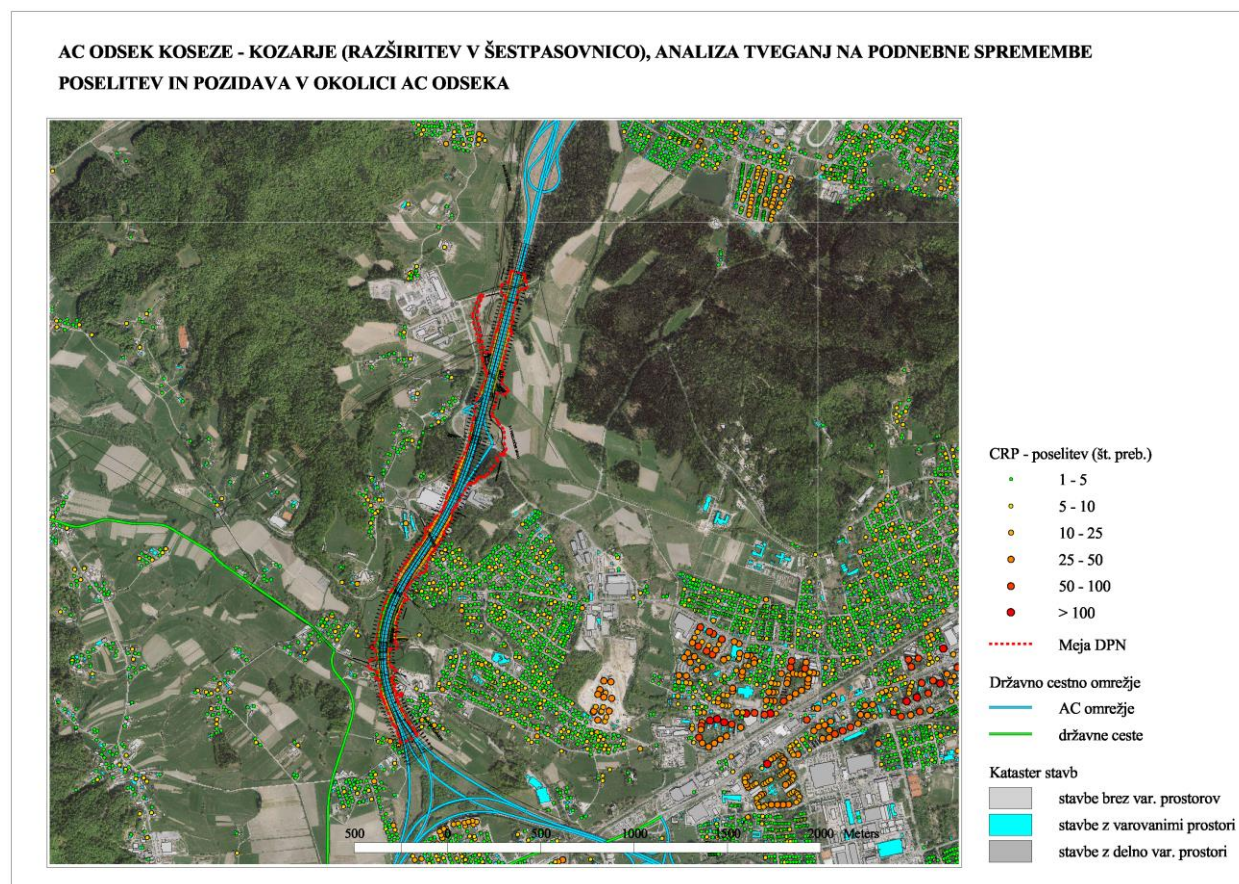 AC ODSEK KOSEZE - KOZARJE (RAZŠIRITEV V ŠESTPASOVNICO), ANALIZA TVEGANJ NA PODNEBNE SPREMEMBE
POSELITEV IN POZIDAVA V OKOLICI AC ODSEKA
CRP - poselitev (št. preb.)
1 - 5
5 - 10
10 - 25
25 - 50
50 - 100
> 100
Meja DPN
Državno cestno omrežje
AC omrežje
državne ceste
Kataster stavb
stavbe brez var. prostorov
stavbe z varovanimi prostori
stavbe z delno var. prostori
500 0 500 1000 1500 2000 Meters